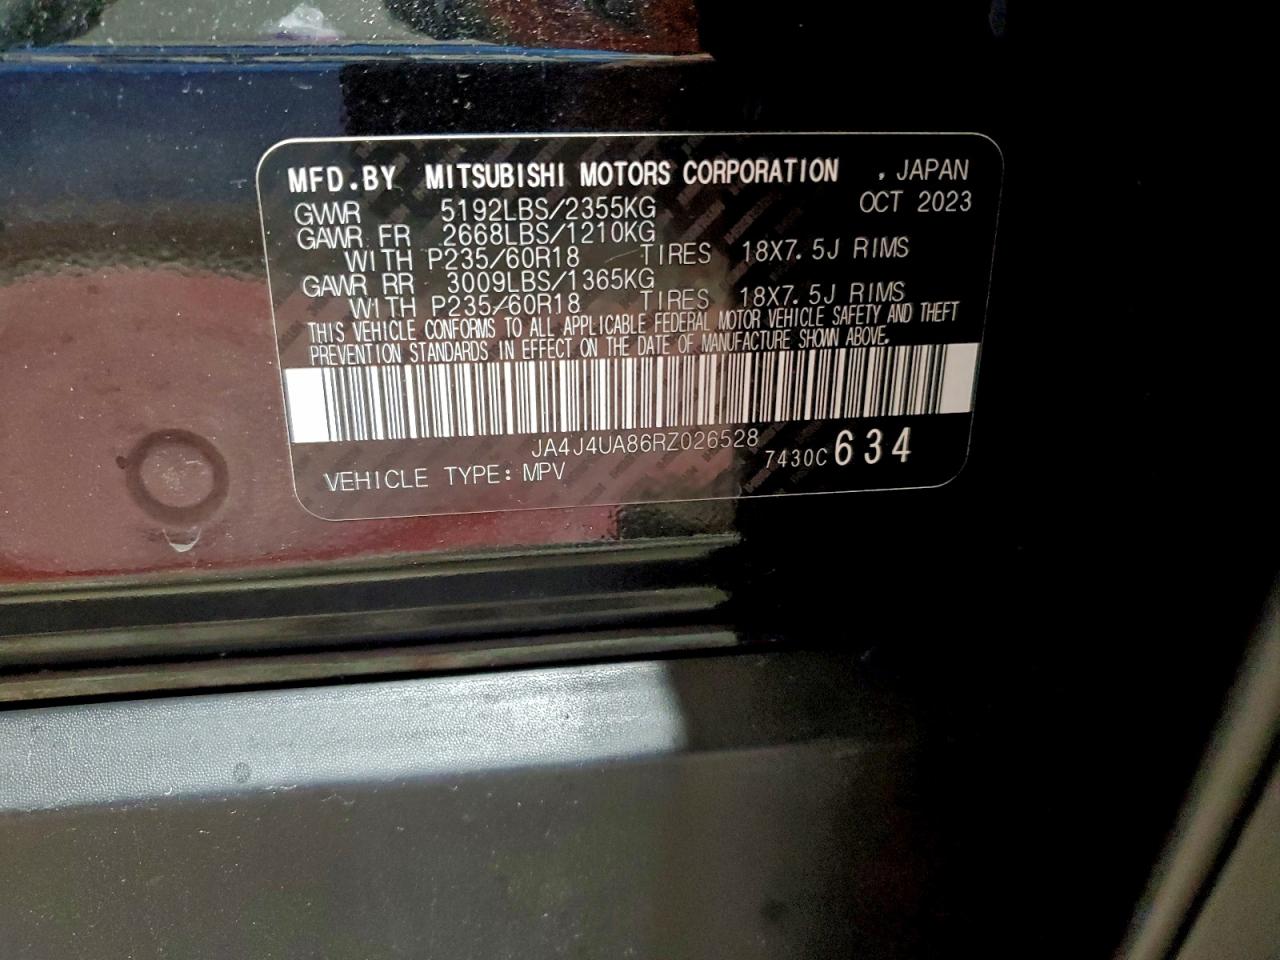 MFD.BY MITSUBISHI MOTORS CORPORATION , JAPAN
GVWR 5192LBS/2355KG OCT 2023
GAWR FR 2668LBS/1210KG
WITH P235/60R18 TIRES 18X7.5J RIMS
GAWR RR 3009LBS/1365KG
WITH P235/60R18 TIRES 18X7.5J RIMS
THIS VEHICLE CONFORMS TO ALL APPLICABLE FEDERAL MOTOR VEHICLE SAFETY AND THEFT
PREVENTION STANDARDS IN EFFECT ON THE DATE OF MANUFACTURE SHOWN ABOVE.
JA4J4UA86RZ026528
7430C 634
VEHICLE TYPE: MPV